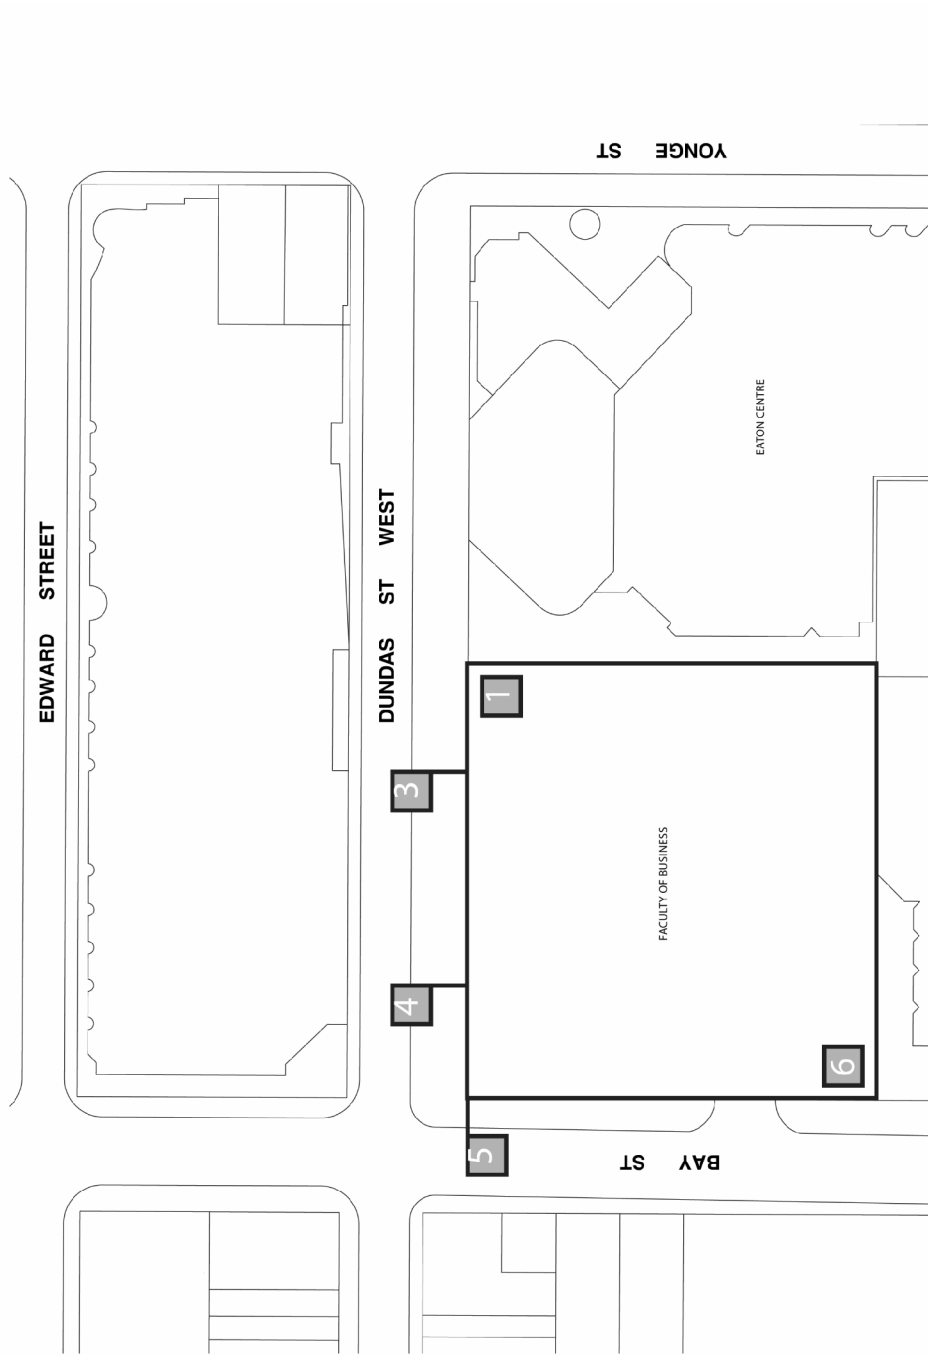 YONGE ST
EATON CENTRE
EDWARD STREET
DUNDAS ST WEST
1
3
FACULTY OF BUSINESS
4
6
5
BAY ST